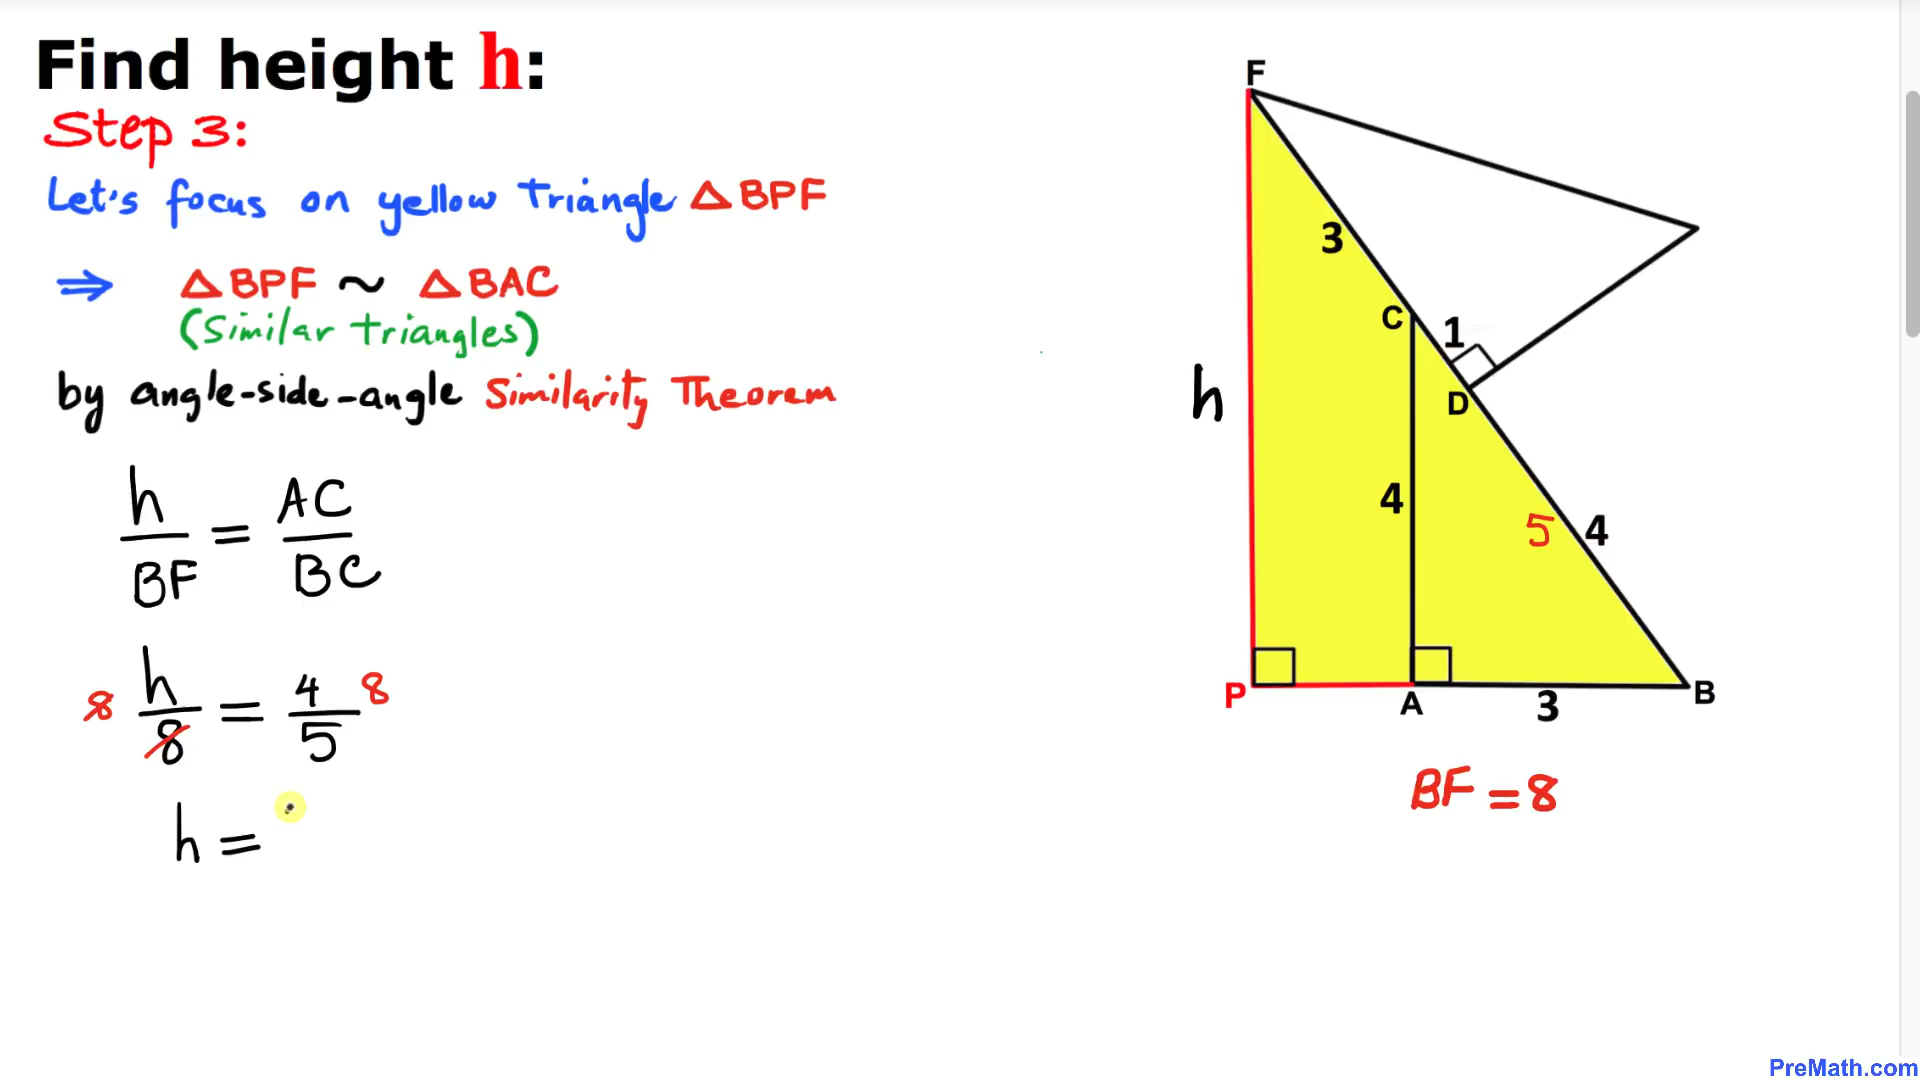 Find height h:
Step 3:
Let's focus on yellow Triangle △BPF
⇒ △BPF ~ △BAC
(Similar triangles)
by angle-side-angle Similarity Theorem
h/BF = AC/BC
8 h/8 = 4/5 8
h =
F
3
C
1
D
h
4
5
4
P
A
3
B
BF = 8
PreMath.com